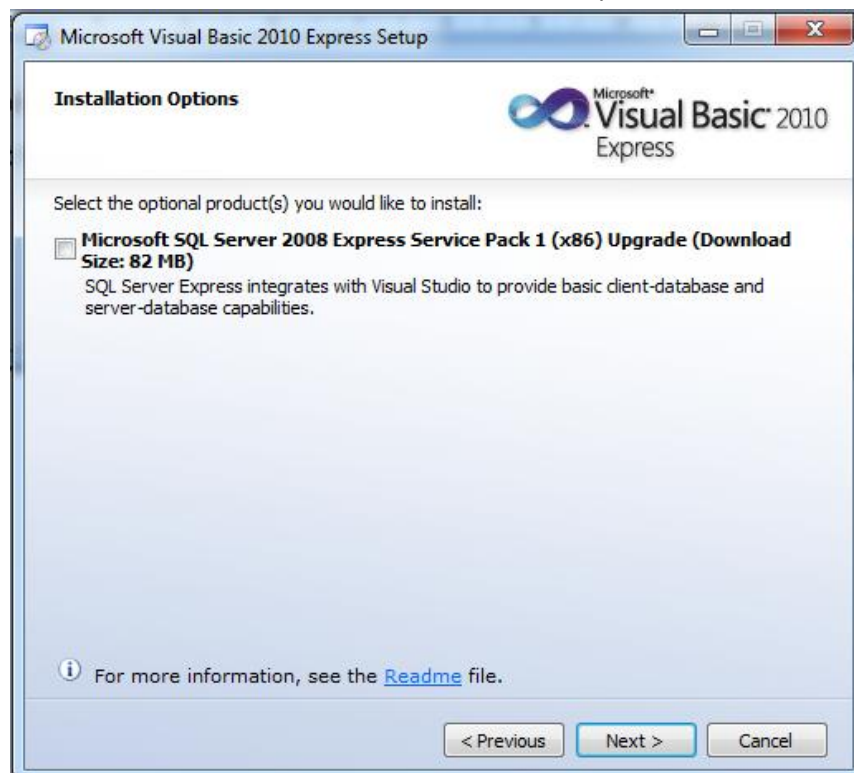 Microsoft Visual Basic 2010 Express Setup
Installation Options
Microsoft®
Visual Basic® 2010
Express
Select the optional product(s) you would like to install:
Microsoft SQL Server 2008 Express Service Pack 1 (x86) Upgrade (Download
Size: 82 MB)
SQL Server Express integrates with Visual Studio to provide basic client-database and
server-database capabilities.
For more information, see the Readme file.
< Previous
Next >
Cancel